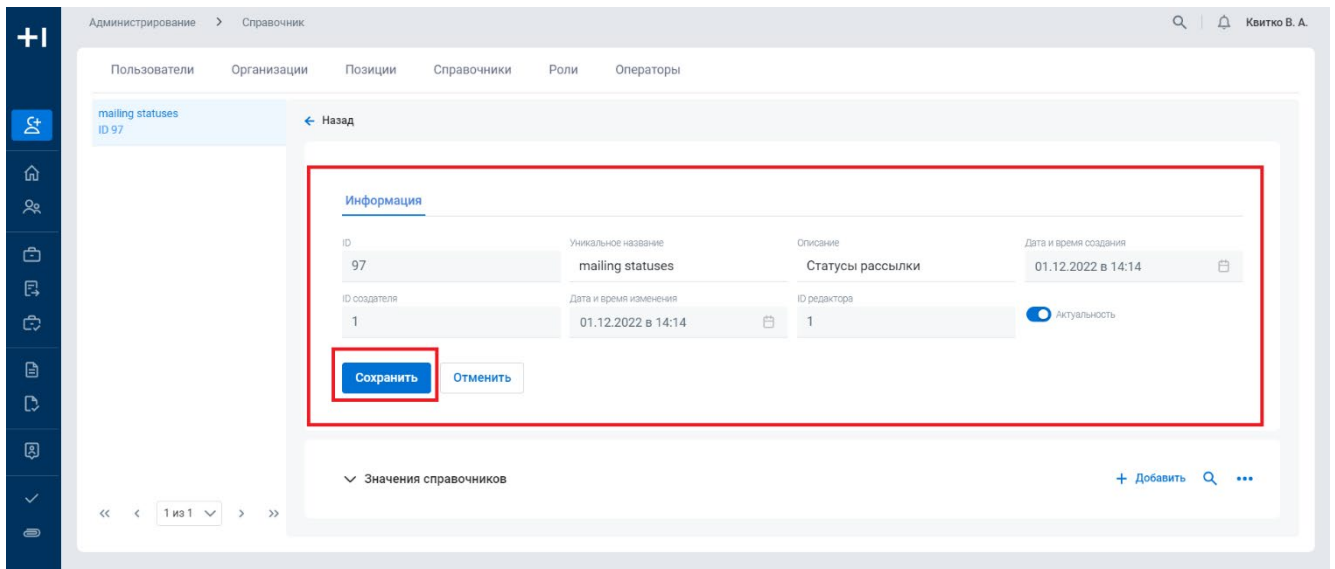 Администрирование > Справочник
Квитко В. А.
Пользователи Организации Позиции Справочники Роли Операторы
mailing statuses
ID 97
Назад
Информация
ID Уникальное название Описание Дата и время создания
97 mailing statuses Статусы рассылки 01.12.2022 в 14:14
ID создателя Дата и время изменения ID редактора
1 01.12.2022 в 14:14 1 Актуальность
Сохранить Отменить
Значения справочников + Добавить
<< < 1 из 1 > >>